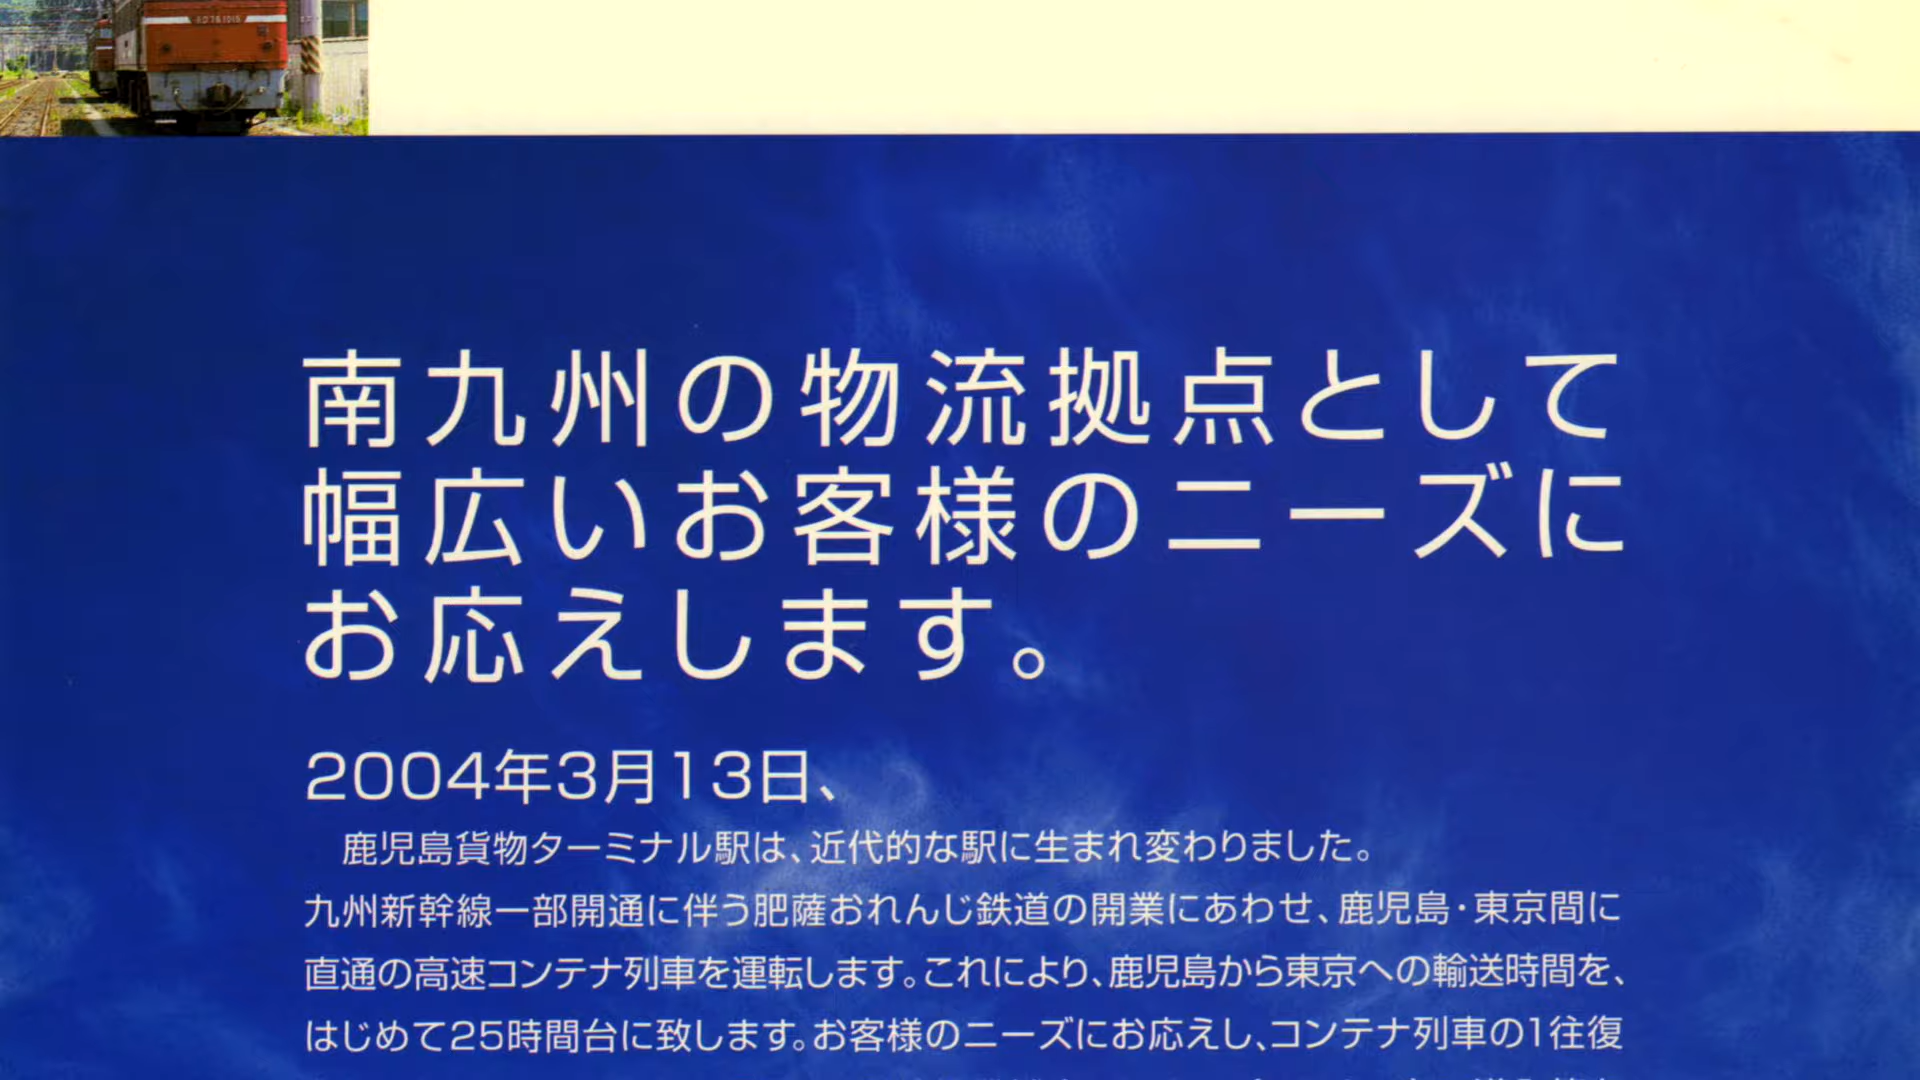 ED76 1015
南九州の物流拠点として
幅広いお客様のニーズに
お応えします。
2004年3月13日、
鹿児島貨物ターミナル駅は、近代的な駅に生まれ変わりました。
九州新幹線一部開通に伴う肥薩おれんじ鉄道の開業にあわせ、鹿児島・東京間に
直通の高速コンテナ列車を運転します。これにより、鹿児島から東京への輸送時間を、
はじめて25時間台に致します。お客様のニーズにお応えし、コンテナ列車の1往復